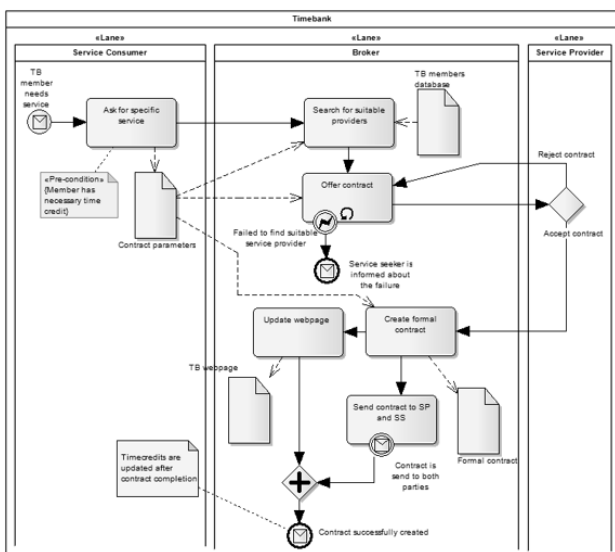 Timebank
«Lane»
«Lane»
«Lane»
Service Consumer
Broker
Service Provider
TB
member
needs
service
Ask for specific
service
Search for suitable
providers
TB members
database
«Pre-condition»
{Member has
necessary time
credit}
Contract parameters
Offer contract
Reject contract
Accept contract
Failed to find suitable
service provider
Service seeker is
informed about
the failure
Update webpage
Create formal
contract
TB webpage
Send contract to SP
and SS
Formal contract
Contract is
send to both
parties
Timecredits are
updated after
contract completion
Contract successfully created